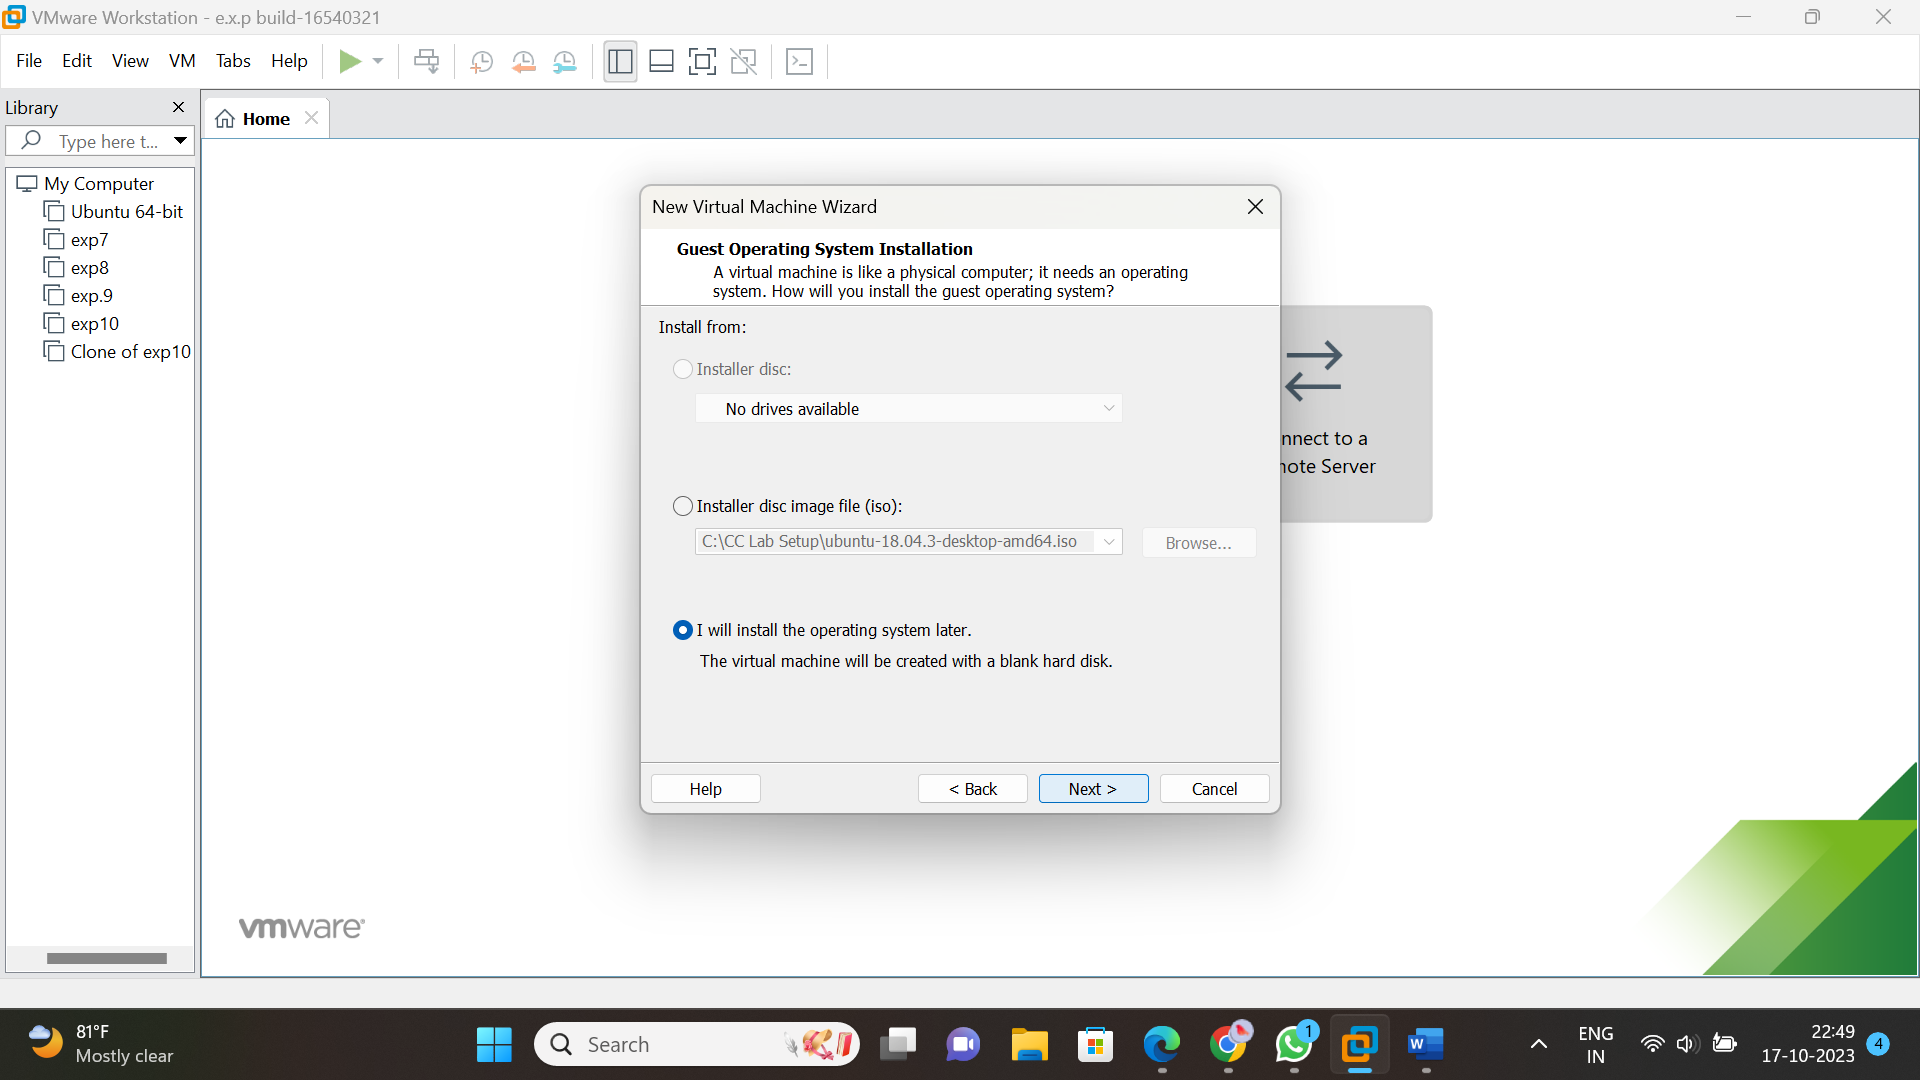 VMware Workstation - e.x.p build-16540321
File Edit View VM Tabs Help
Library
Home
Type here t...
My Computer
Ubuntu 64-bit
exp7
exp8
exp.9
exp10
Clone of exp10
New Virtual Machine Wizard
Guest Operating System Installation
A virtual machine is like a physical computer; it needs an operating
system. How will you install the guest operating system?
Install from:
Installer disc:
No drives available
Installer disc image file (iso):
C:\CC Lab Setup\ubuntu-18.04.3-desktop-amd64.iso
Browse...
I will install the operating system later.
The virtual machine will be created with a blank hard disk.
Help
< Back
Next >
Cancel
nnect to a
ote Server
vmware®
81°F
Mostly clear
Search
1
W
ENG
IN
22:49
17-10-2023
4